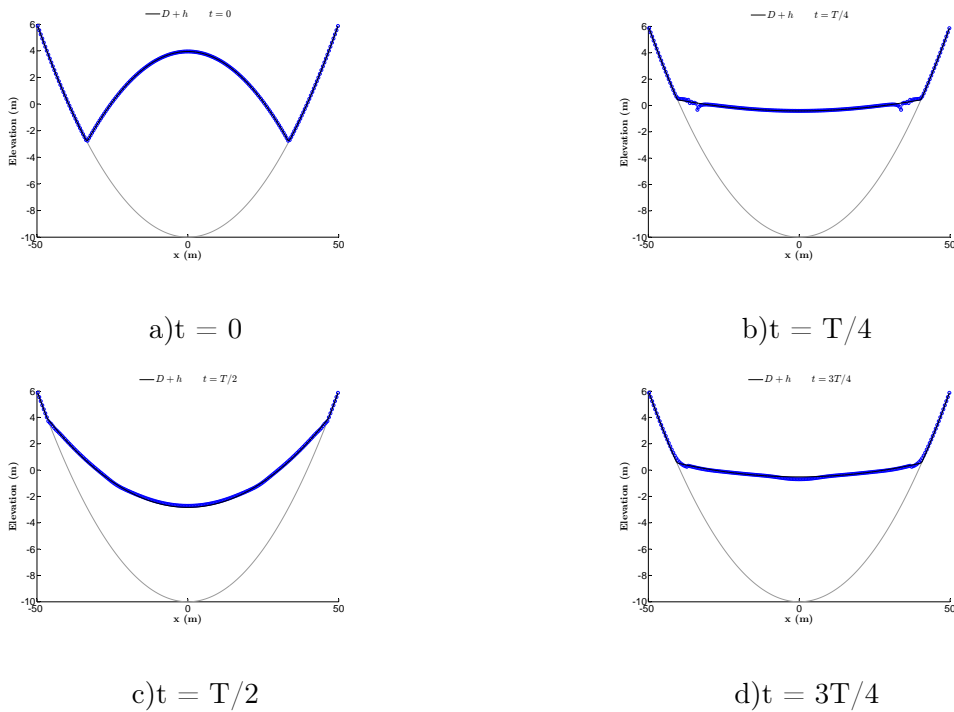 D + h t = 0
6
4
2
0
-2
-4
-6
-8
-10
-50 0 50
Elevation (m)
x (m)
a)t = 0
D + h t = T/4
6
4
2
0
-2
-4
-6
-8
-10
-50 0 50
Elevation (m)
x (m)
b)t = T/4
D + h t = T/2
6
4
2
0
-2
-4
-6
-8
-10
-50 0 50
Elevation (m)
x (m)
c)t = T/2
D + h t = 3T/4
6
4
2
0
-2
-4
-6
-8
-10
-50 0 50
Elevation (m)
x (m)
d)t = 3T/4